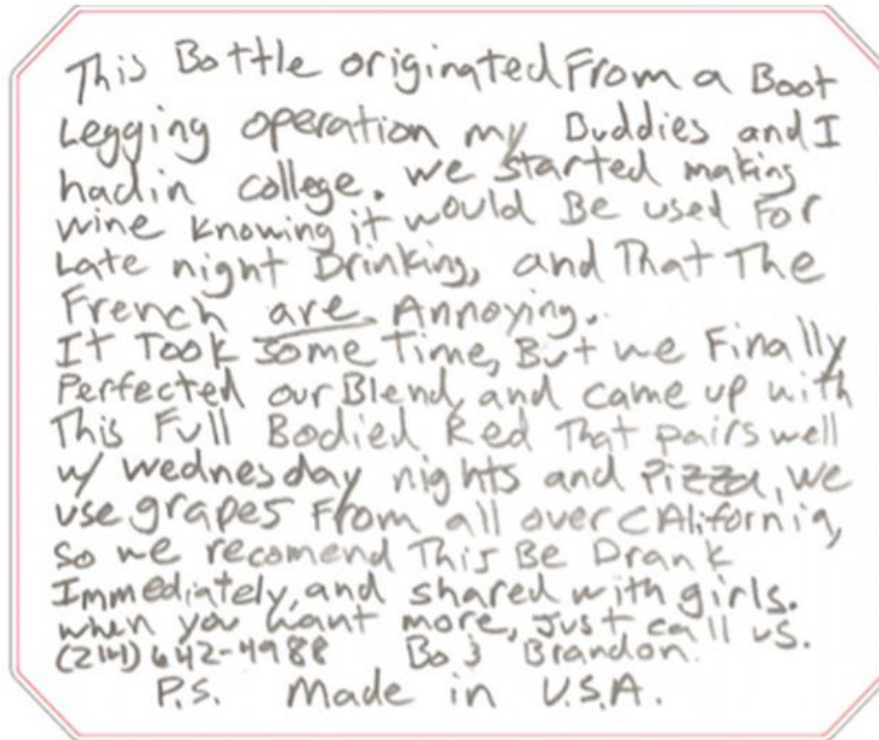 This Bottle originated From a Boot
Legging operation my Buddies and I
had in college. we started making
wine knowing it would Be used For
Late night Drinking, and That The
French are Annoying.
It Took some Time, But we Finally
Perfected our Blend, and came up with
This Full Bodied Red That pairs well
w/ wednesday nights and Pizza, we
use grapes From all over CAlifornia,
so we recomend This Be Drank
Immediately, and shared with girls.
when you want more, just call us.
(214) 642-4988 Bo & Brandon.
P.S. Made in U.S.A.